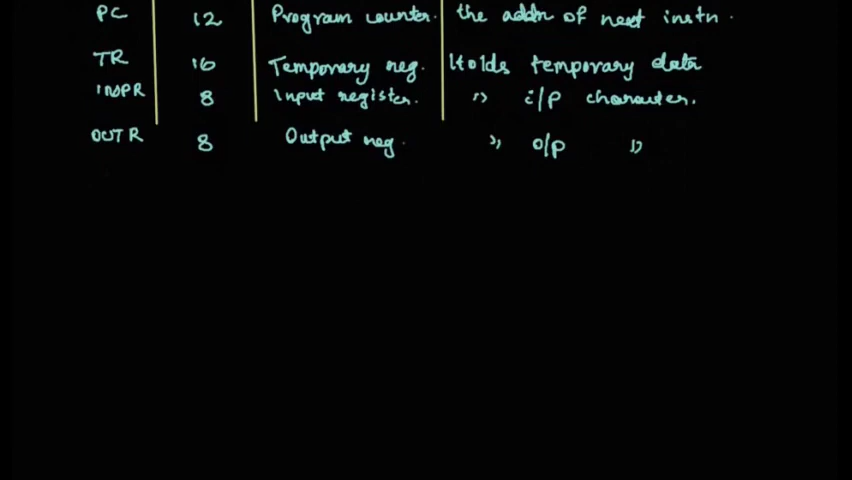 PC 12 Program counter. the addr of next instn.
TR 16 Temporary reg. Holds temporary data
INPR 8 Input register. " i/p character.
OUTR 8 Output reg. " o/p "